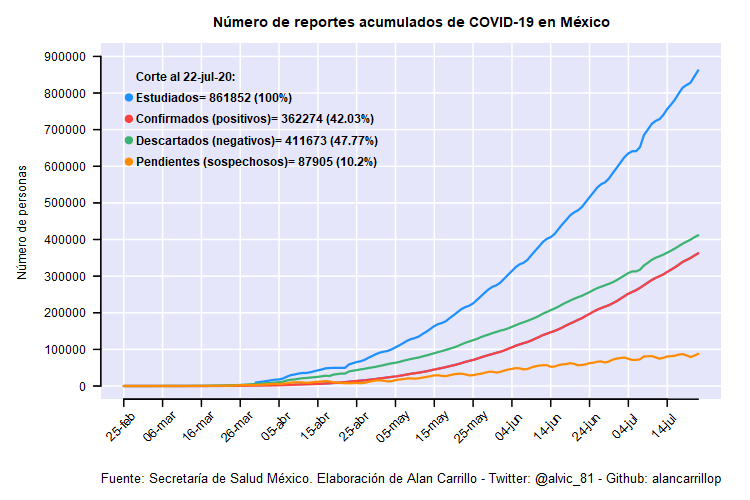 Número de reportes acumulados de COVID-19 en México
Número de personas
900000
800000
700000
600000
500000
400000
300000
200000
100000
0
Corte al 22-jul-20:
Estudiados= 861852 (100%)
Confirmados (positivos)= 362274 (42.03%)
Descartados (negativos)= 411673 (47.77%)
Pendientes (sospechosos)= 87905 (10.2%)
25-feb
06-mar
16-mar
26-mar
05-abr
15-abr
25-abr
05-may
15-may
25-may
04-jun
14-jun
24-jun
04-jul
14-jul
Fuente: Secretaría de Salud México. Elaboración de Alan Carrillo - Twitter: @alvic_81 - Github: alancarrillop